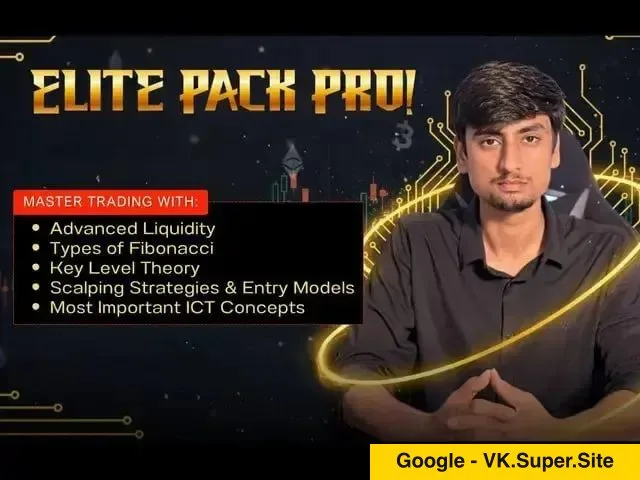 ELITE PACK PRO!
MASTER TRADING WITH:
• Advanced Liquidity
• Types of Fibonacci
• Key Level Theory
• Scalping Strategies & Entry Models
• Most Important ICT Concepts
Google - VK.Super.Site